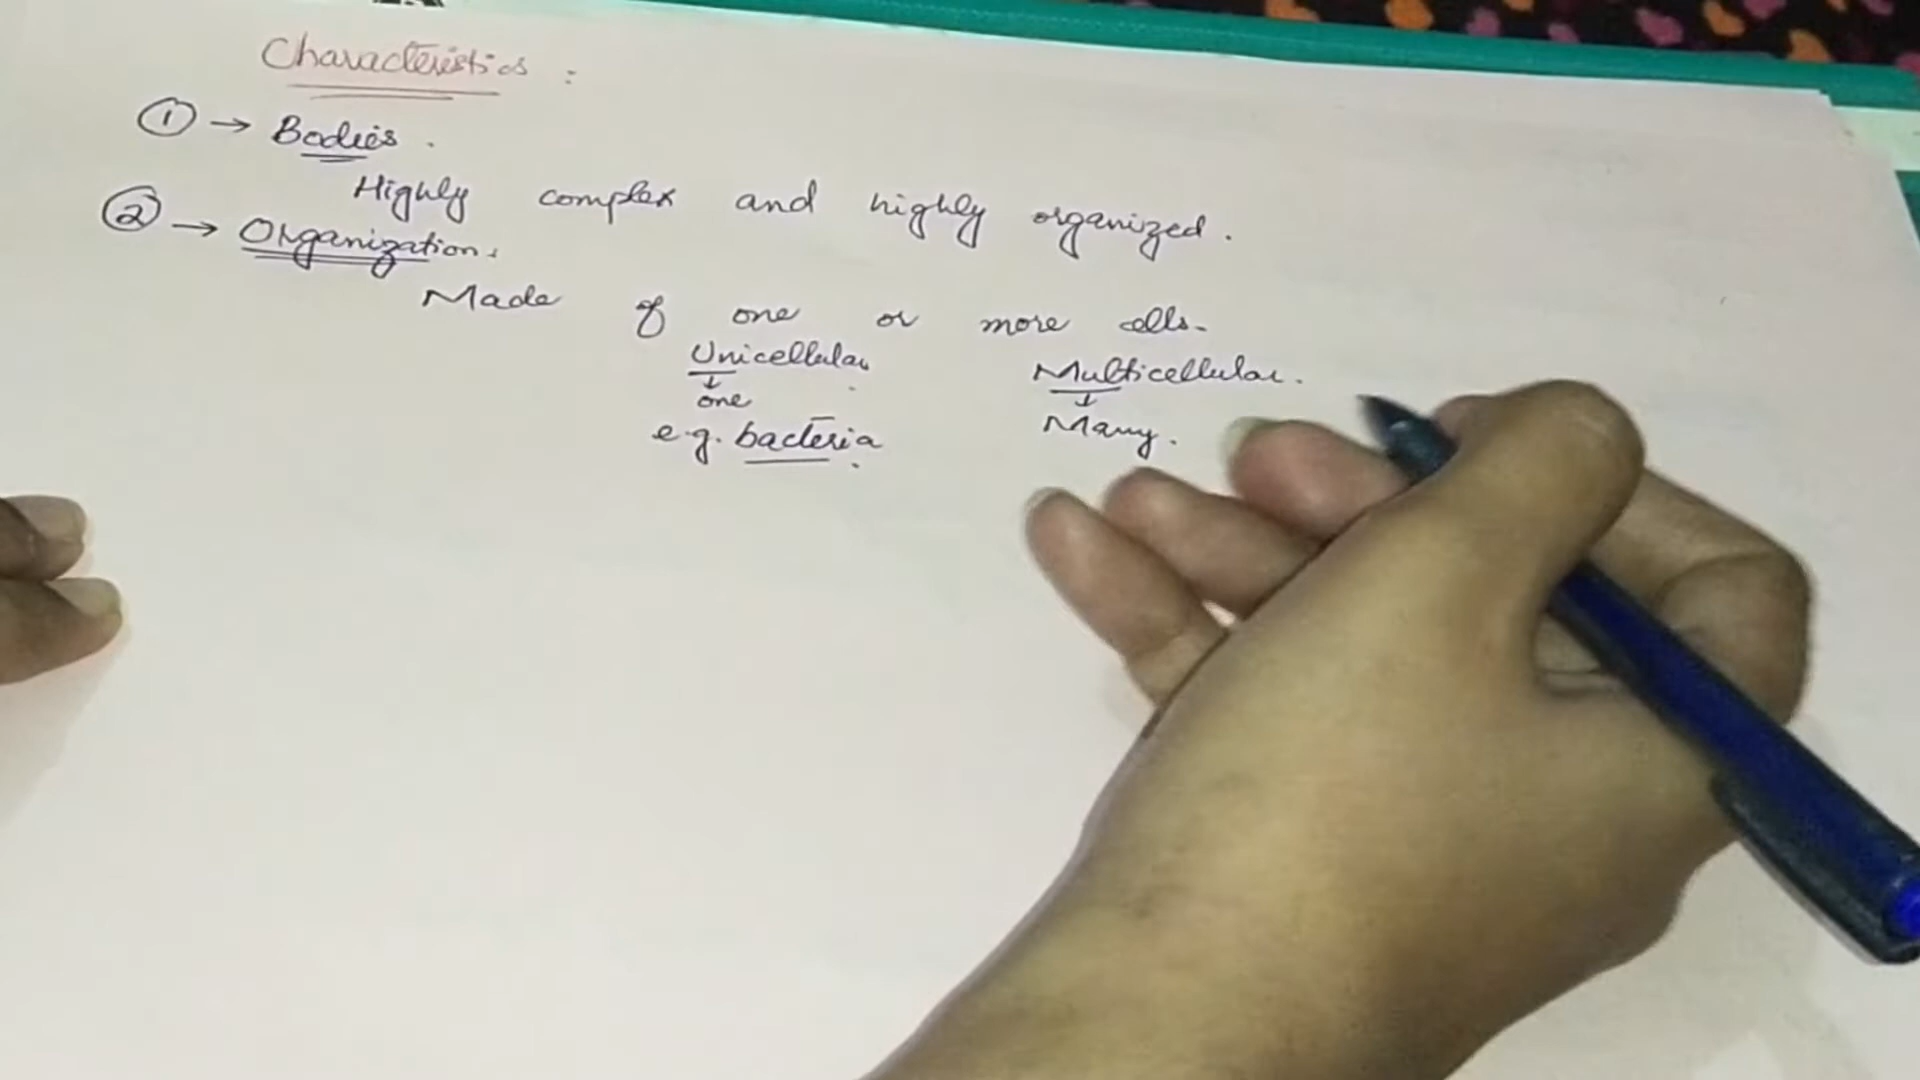 Characteristics :
① → Bodies.
Highly complex and highly organized.
② → Organization.
Made of one or more cells.
Unicellular Multicellular.
↓ ↓
one Many.
e.g. bacteria.